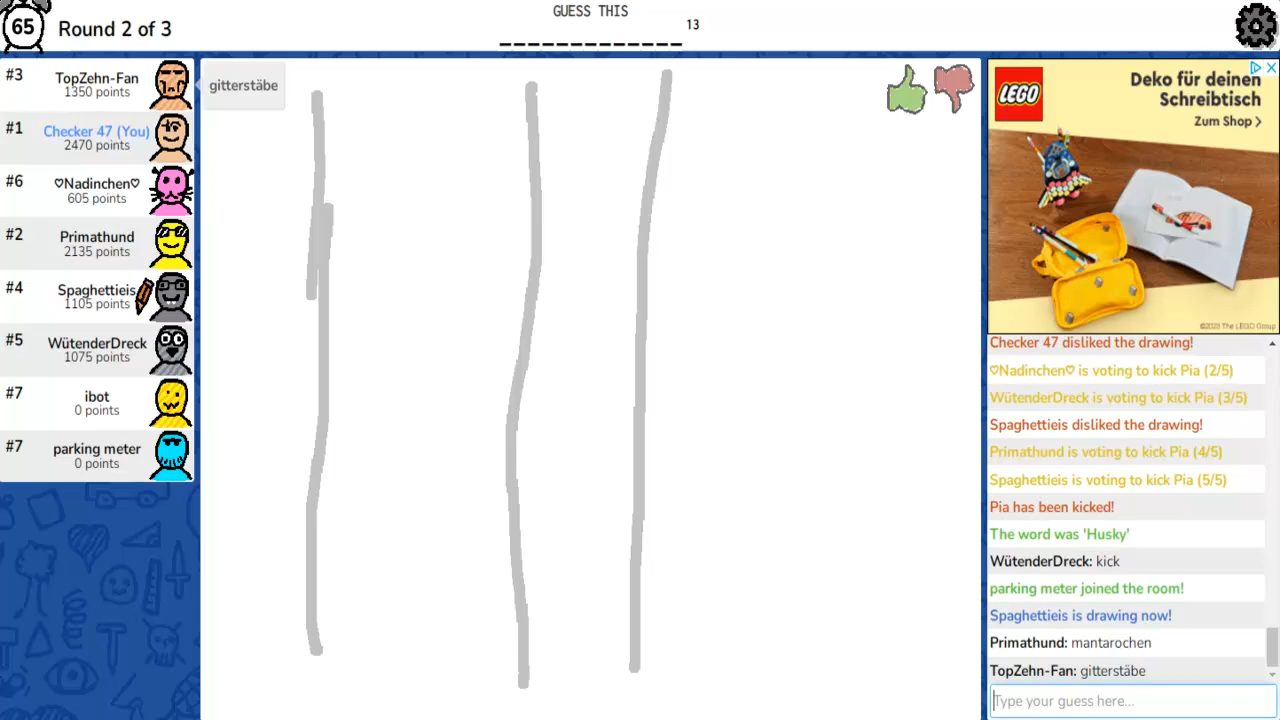 65
Round 2 of 3
GUESS THIS
_____________ 13
#3
TopZehn-Fan
1350 points
#1
Checker 47 (You)
2470 points
#6
♡Nadinchen♡
605 points
#2
Primathund
2135 points
#4
Spaghettieis
1105 points
#5
WütenderDreck
1075 points
#7
ibot
0 points
#7
parking meter
0 points
gitterstäbe
LEGO
Deko für deinen
Schreibtisch
Zum Shop
©2023 The LEGO Group
Checker 47 disliked the drawing!
♡Nadinchen♡ is voting to kick Pia (2/5)
WütenderDreck is voting to kick Pia (3/5)
Spaghettieis disliked the drawing!
Primathund is voting to kick Pia (4/5)
Spaghettieis is voting to kick Pia (5/5)
Pia has been kicked!
The word was 'Husky'
WütenderDreck: kick
parking meter joined the room!
Spaghettieis is drawing now!
Primathund: mantarochen
TopZehn-Fan: gitterstäbe
Type your guess here...